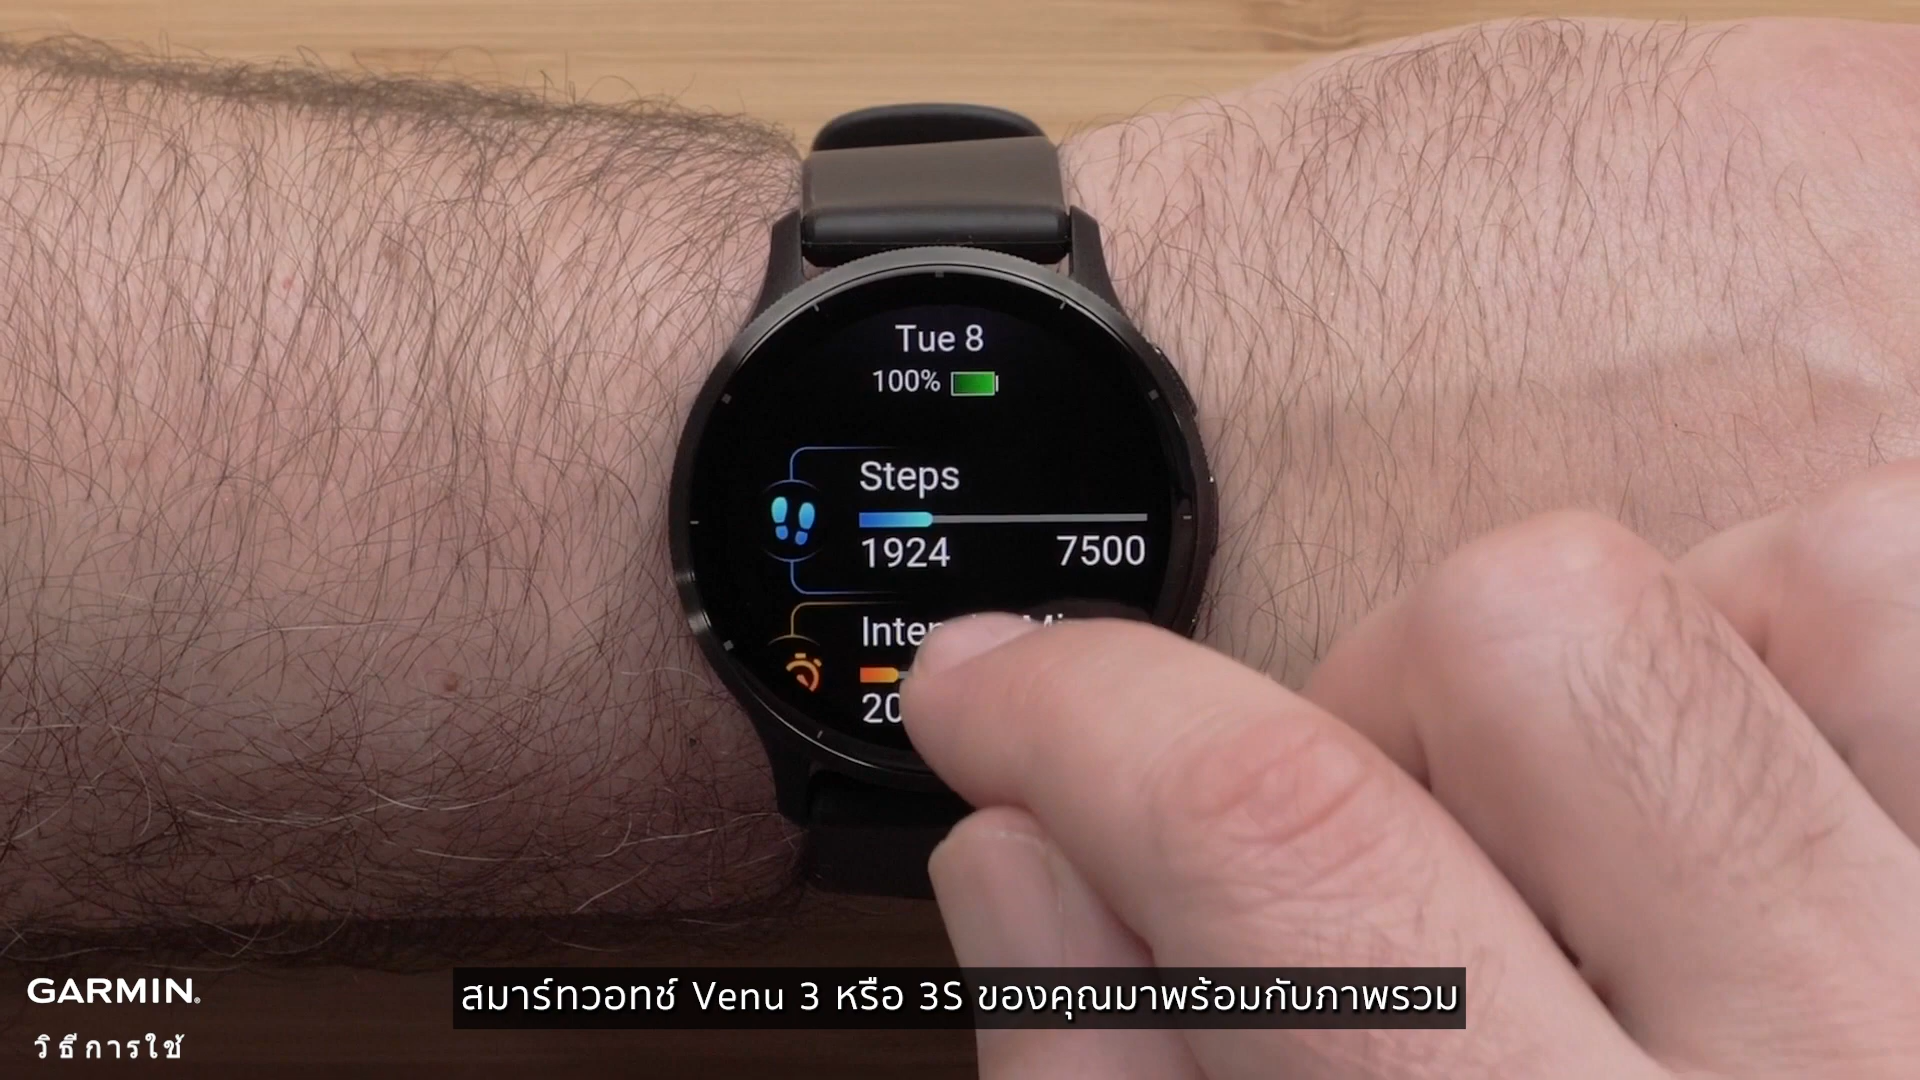 Tue 8
100%
Steps
1924 7500
20
GARMIN
วิธีการใช้
สมาร์ทวอทช์ Venu 3 หรือ 3S ของคุณมาพร้อมกับภาพรวม